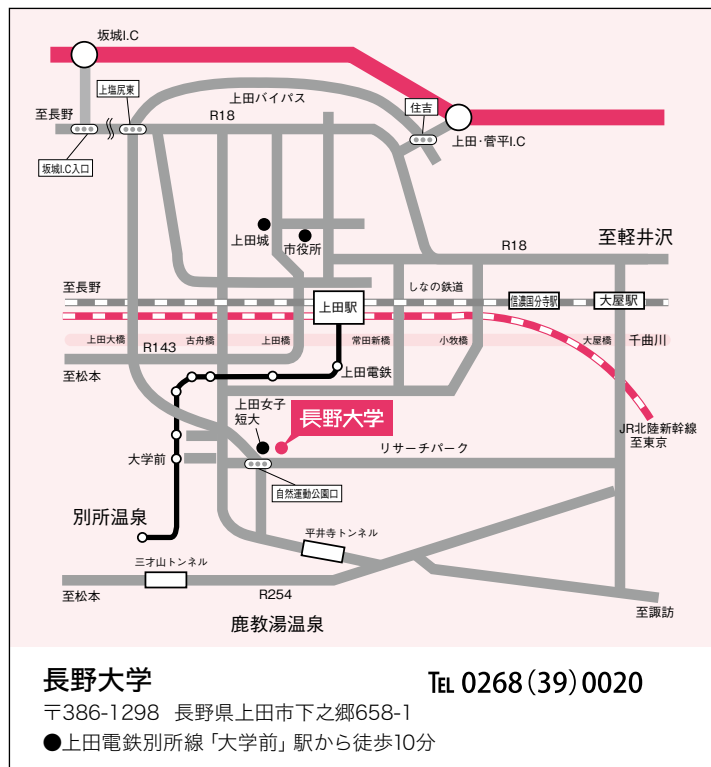 坂城I.C
上塩尻東
上田バイパス
住吉
至長野
R18
上田・菅平I.C
坂城I.C入口
上田城
市役所
R18
至軽井沢
至長野
上田駅
しなの鉄道
信濃国分寺駅
大屋駅
上田大橋
R143
古舟橋
上田橋
常田新橋
小牧橋
大屋橋
千曲川
至松本
上田電鉄
上田女子
短大
長野大学
JR北陸新幹線
至東京
大学前
リサーチパーク
自然運動公園口
別所温泉
平井寺トンネル
三才山トンネル
至松本
R254
至諏訪
鹿教湯温泉
長野大学
TEL 0268(39)0020
〒386-1298 長野県上田市下之郷658-1
●上田電鉄別所線「大学前」駅から徒歩10分